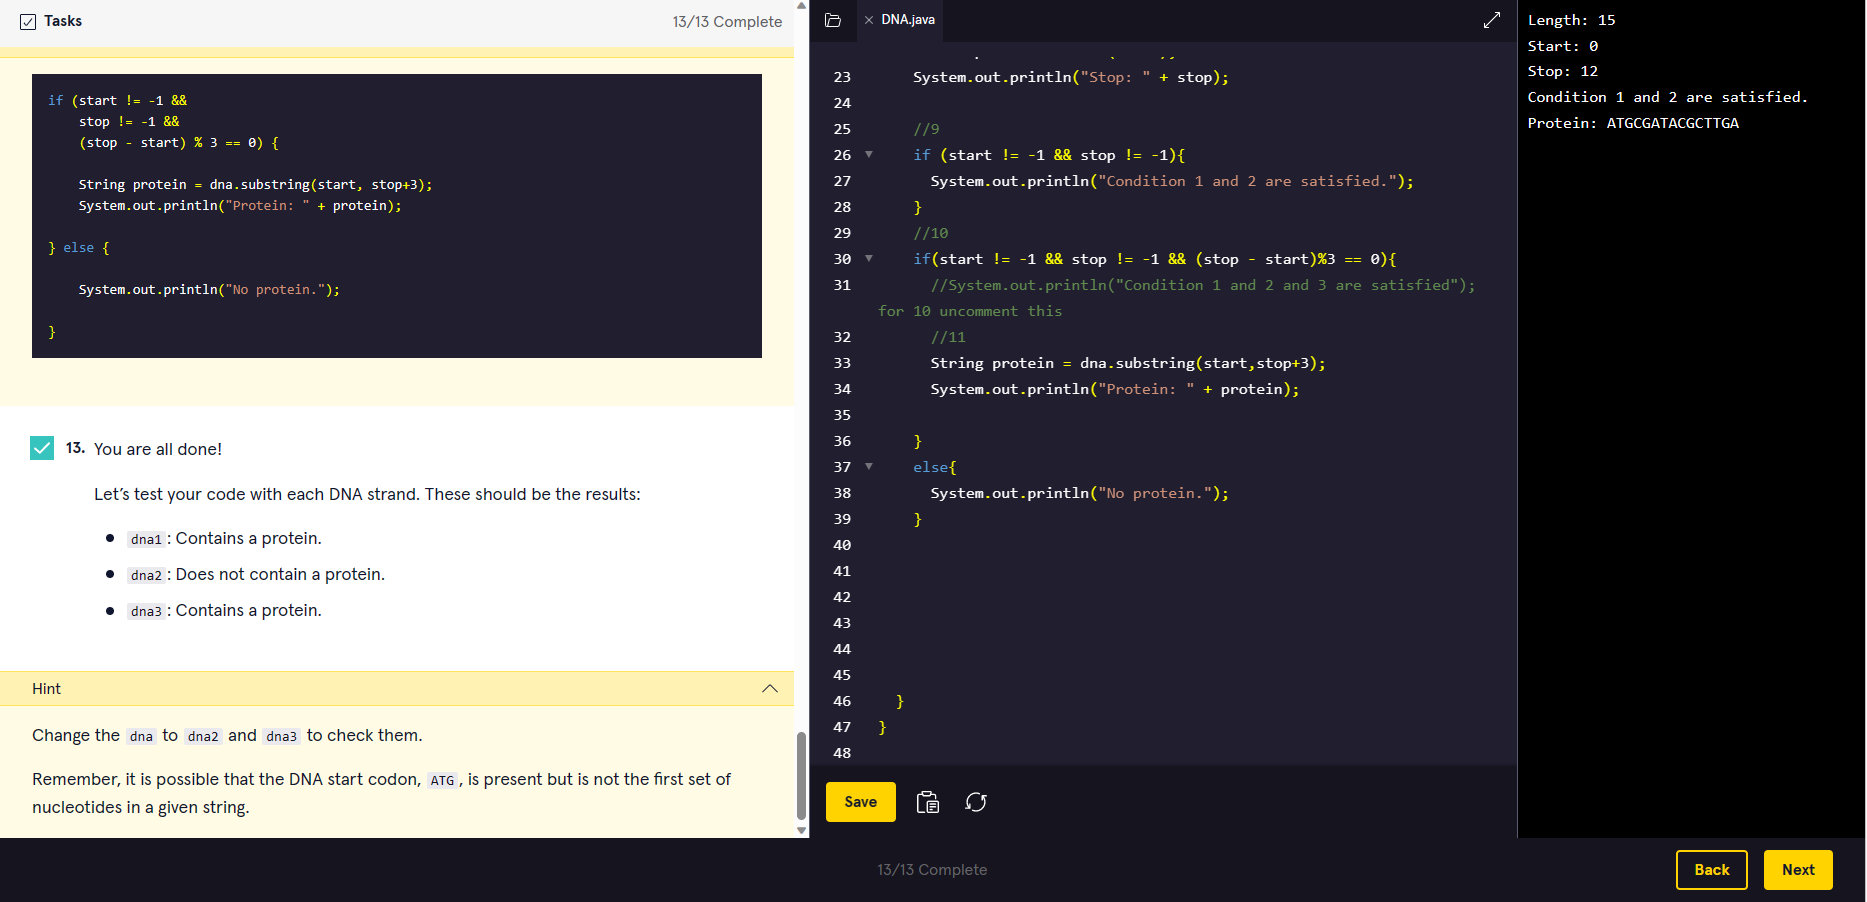 Tasks
13/13 Complete
if (start != -1 &&
stop != -1 &&
(stop - start) % 3 == 0) {
String protein = dna.substring(start, stop+3);
System.out.println("Protein: " + protein);
} else {
System.out.println("No protein.");
}
13. You are all done!
Let’s test your code with each DNA strand. These should be the results:
dna1: Contains a protein.
dna2: Does not contain a protein.
dna3: Contains a protein.
Hint
Change the dna to dna2 and dna3 to check them.
Remember, it is possible that the DNA start codon, ATG, is present but is not the first set of
nucleotides in a given string.
DNA.java
23 System.out.println("Stop: " + stop);
24
25 //9
26 if (start != -1 && stop != -1){
27 System.out.println("Condition 1 and 2 are satisfied.");
28 }
29 //10
30 if(start != -1 && stop != -1 && (stop - start)%3 == 0){
31 //System.out.println("Condition 1 and 2 and 3 are satisfied");
for 10 uncomment this
32 //11
33 String protein = dna.substring(start,stop+3);
34 System.out.println("Protein: " + protein);
35
36 }
37 else{
38 System.out.println("No protein.");
39 }
40
41
42
43
44
45
46 }
47 }
48
Save
Length: 15
Start: 0
Stop: 12
Condition 1 and 2 are satisfied.
Protein: ATGCGATACGCTTGA
13/13 Complete
Back
Next